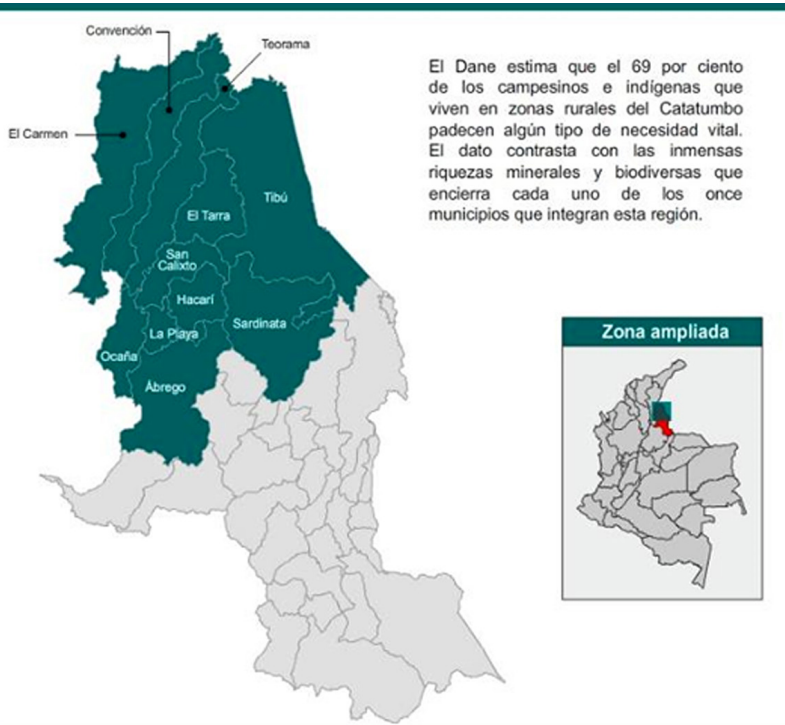 Convención
Teorama
El Carmen
Tibú
El Tarra
San
Calixto
Hacarí
La Playa
Sardinata
Ocaña
Ábrego
El Dane estima que el 69 por ciento
de los campesinos e indígenas que
viven en zonas rurales del Catatumbo
padecen algún tipo de necesidad vital.
El dato contrasta con las inmensas
riquezas minerales y biodiversas que
encierra cada uno de los once
municipios que integran esta región.
Zona ampliada